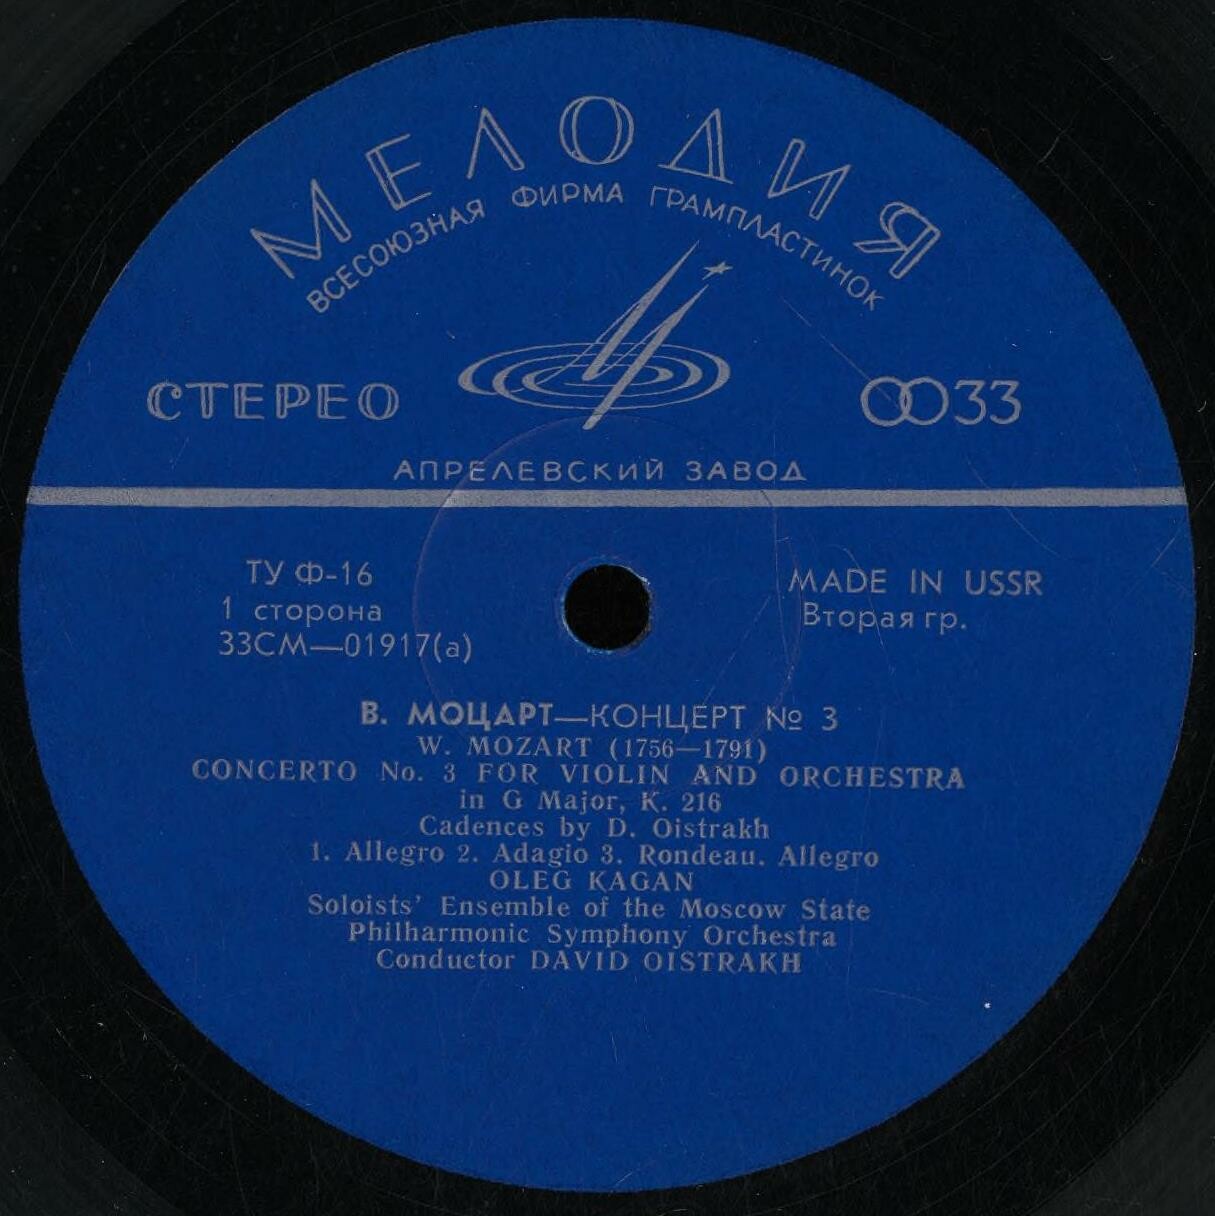 МЕЛОДИЯ
ВСЕСОЮЗНАЯ ФИРМА ГРАМПЛАСТИНОК
СТЕРЕО
33
АПРЕЛЕВСКИЙ ЗАВОД
ТУ Ф-16
1 сторона
33СМ—01917(а)
MADE IN USSR
Вторая гр.
В. МОЦАРТ—КОНЦЕРТ № 3
W. MOZART (1756—1791)
CONCERTO No. 3 FOR VIOLIN AND ORCHESTRA
in G Major, K. 216
Cadences by D. Oistrakh
1. Allegro 2. Adagio 3. Rondeau. Allegro
OLEG KAGAN
Soloists' Ensemble of the Moscow State
Philharmonic Symphony Orchestra
Conductor DAVID OISTRAKH